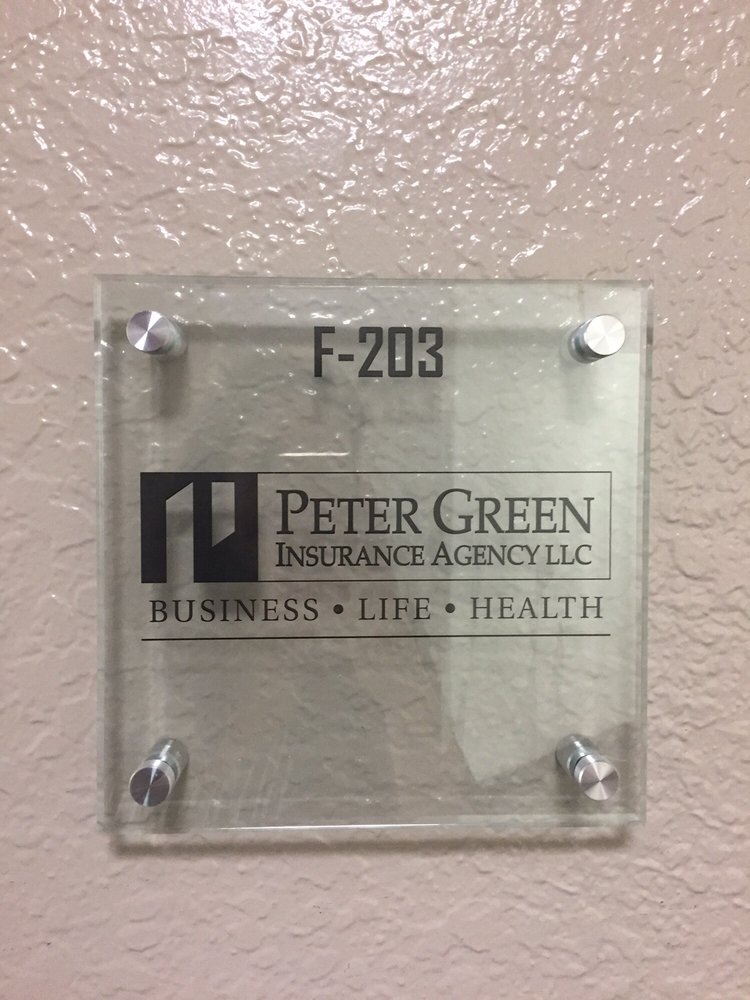 F-203
PETER GREEN
INSURANCE AGENCY LLC
BUSINESS • LIFE • HEALTH